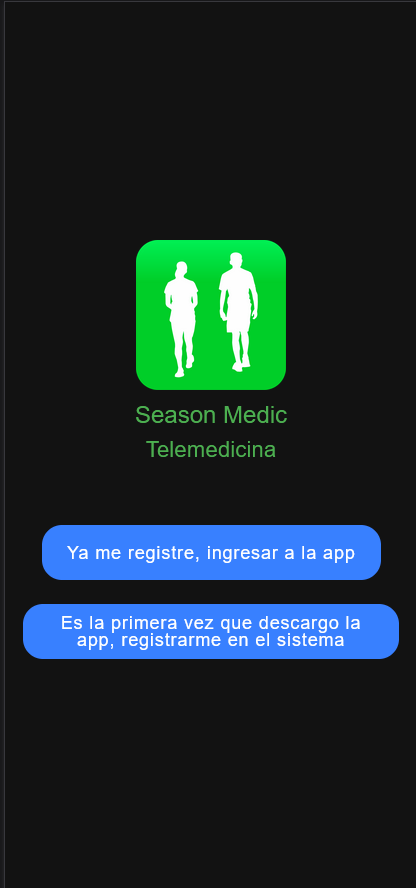 Season Medic
Telemedicina
Ya me registre, ingresar a la app
Es la primera vez que descargo la
app, registrarme en el sistema